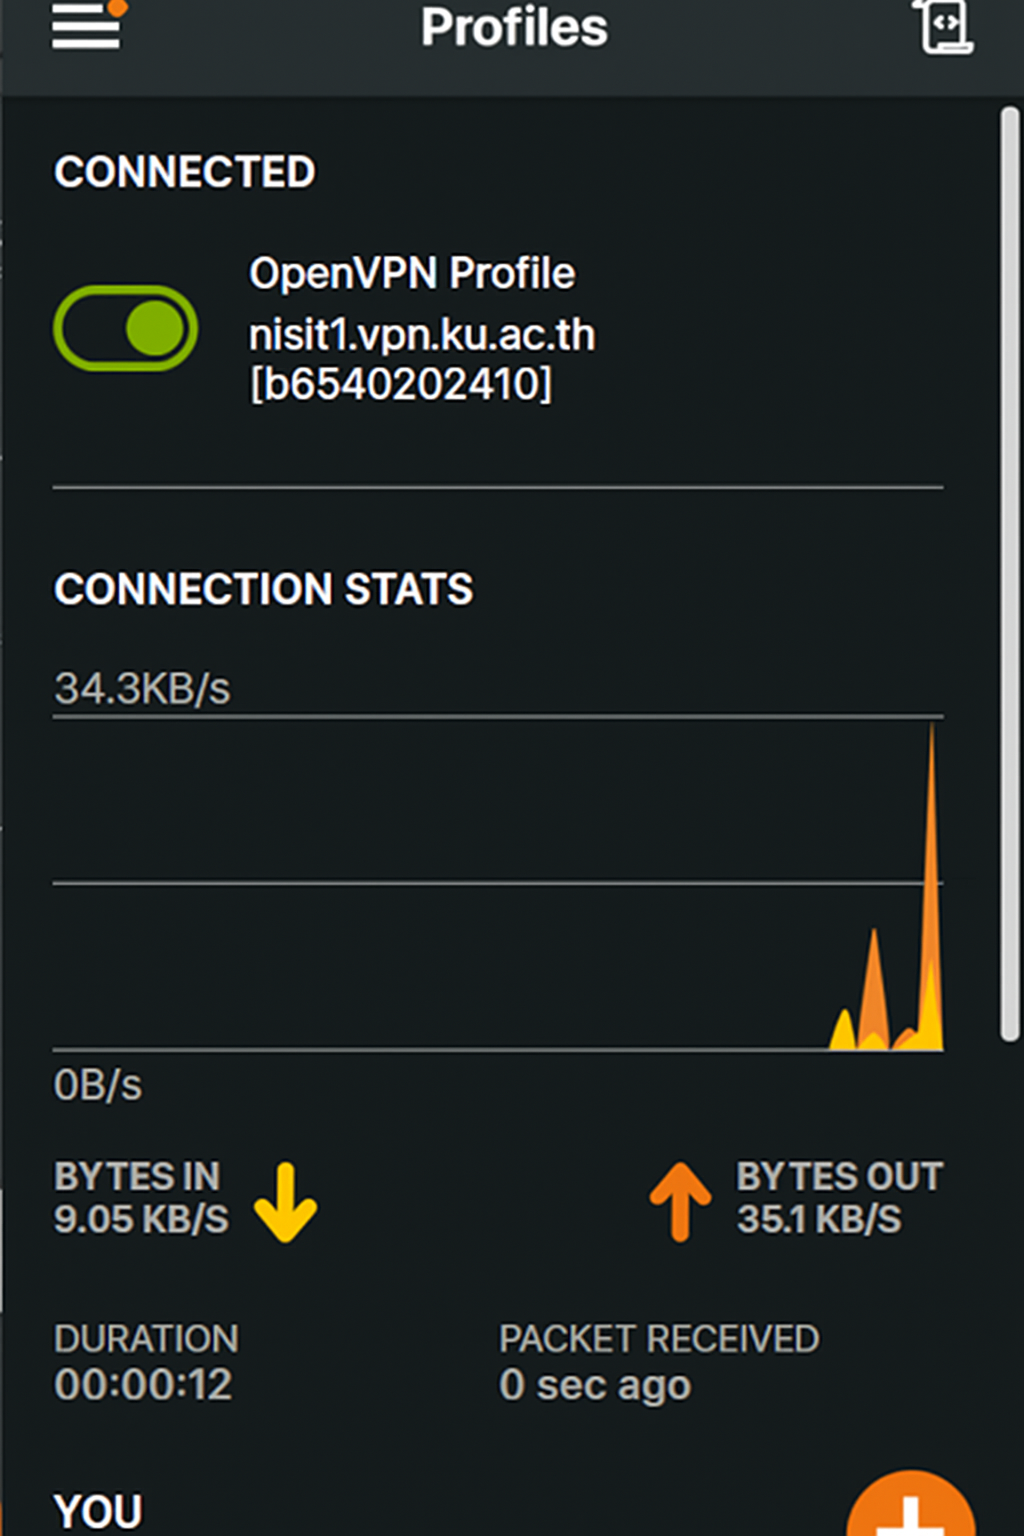 Profiles
CONNECTED
OpenVPN Profile
nisit1.vpn.ku.ac.th
[b6540202410]
CONNECTION STATS
34.3KB/s
0B/s
BYTES IN
9.05 KB/S
BYTES OUT
35.1 KB/S
DURATION
00:00:12
PACKET RECEIVED
0 sec ago
YOU